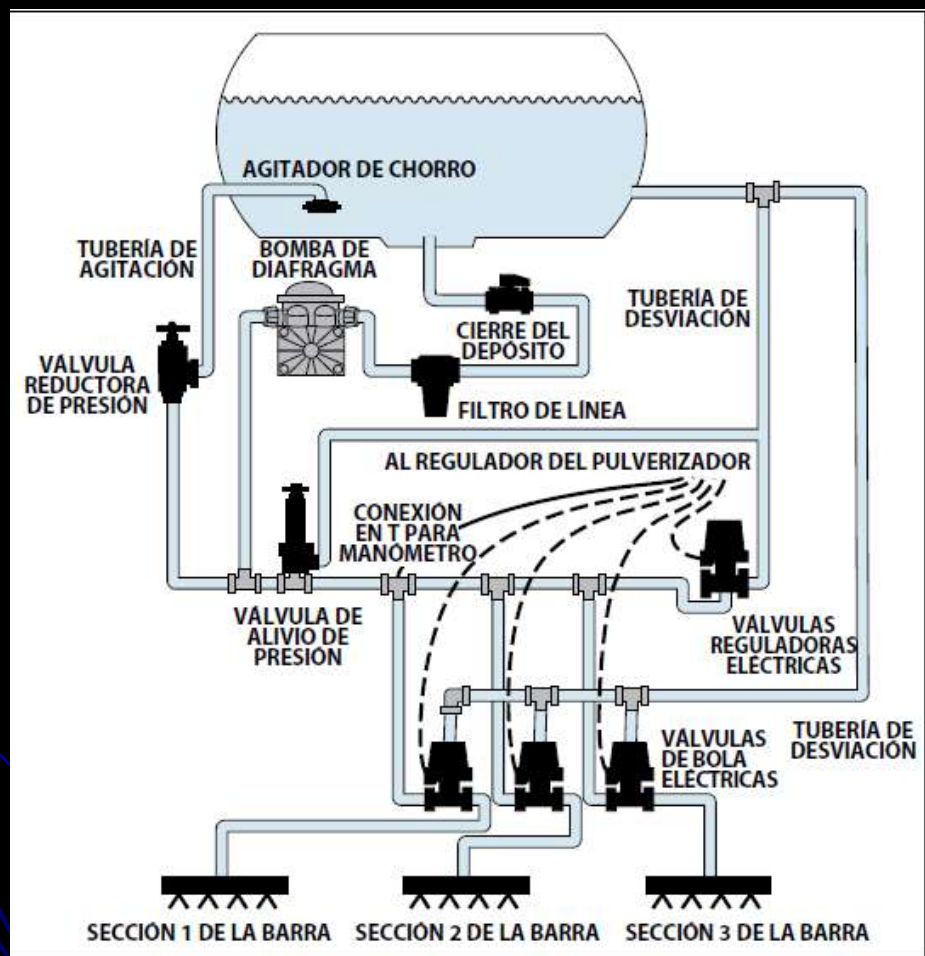 AGITADOR DE CHORRO
TUBERÍA DE
AGITACIÓN
BOMBA DE
DIAFRAGMA
TUBERÍA DE
DESVIACIÓN
CIERRE DEL
DEPÓSITO
VÁLVULA
REDUCTORA
DE PRESIÓN
FILTRO DE LÍNEA
AL REGULADOR DEL PULVERIZADOR
CONEXIÓN
EN T PARA
MANÓMETRO
VÁLVULA DE
ALIVIO DE
PRESIÓN
VÁLVULAS
REGULADORAS
ELÉCTRICAS
VÁLVULAS
DE BOLA
ELÉCTRICAS
TUBERÍA DE
DESVIACIÓN
SECCIÓN 1 DE LA BARRA
SECCIÓN 2 DE LA BARRA
SECCIÓN 3 DE LA BARRA